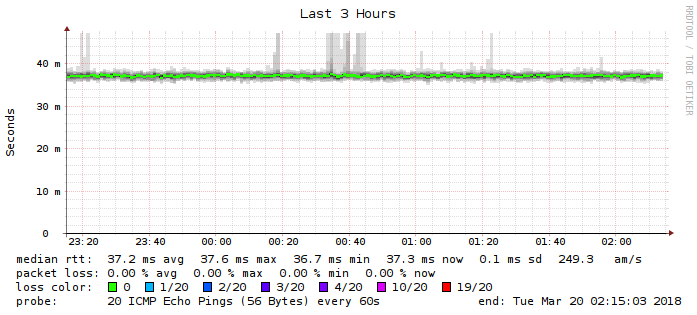 Last 3 Hours
RRDTOOL / TOBI OETIKER
Seconds
40 m
30 m
20 m
10 m
0
23:20 23:40 00:00 00:20 00:40 01:00 01:20 01:40 02:00
median rtt: 37.2 ms avg 37.6 ms max 36.7 ms min 37.3 ms now 0.1 ms sd 249.3 am/s
packet loss: 0.00 % avg 0.00 % max 0.00 % min 0.00 % now
loss color: 0 1/20 2/20 3/20 4/20 10/20 19/20
probe: 20 ICMP Echo Pings (56 Bytes) every 60s end: Tue Mar 20 02:15:03 2018